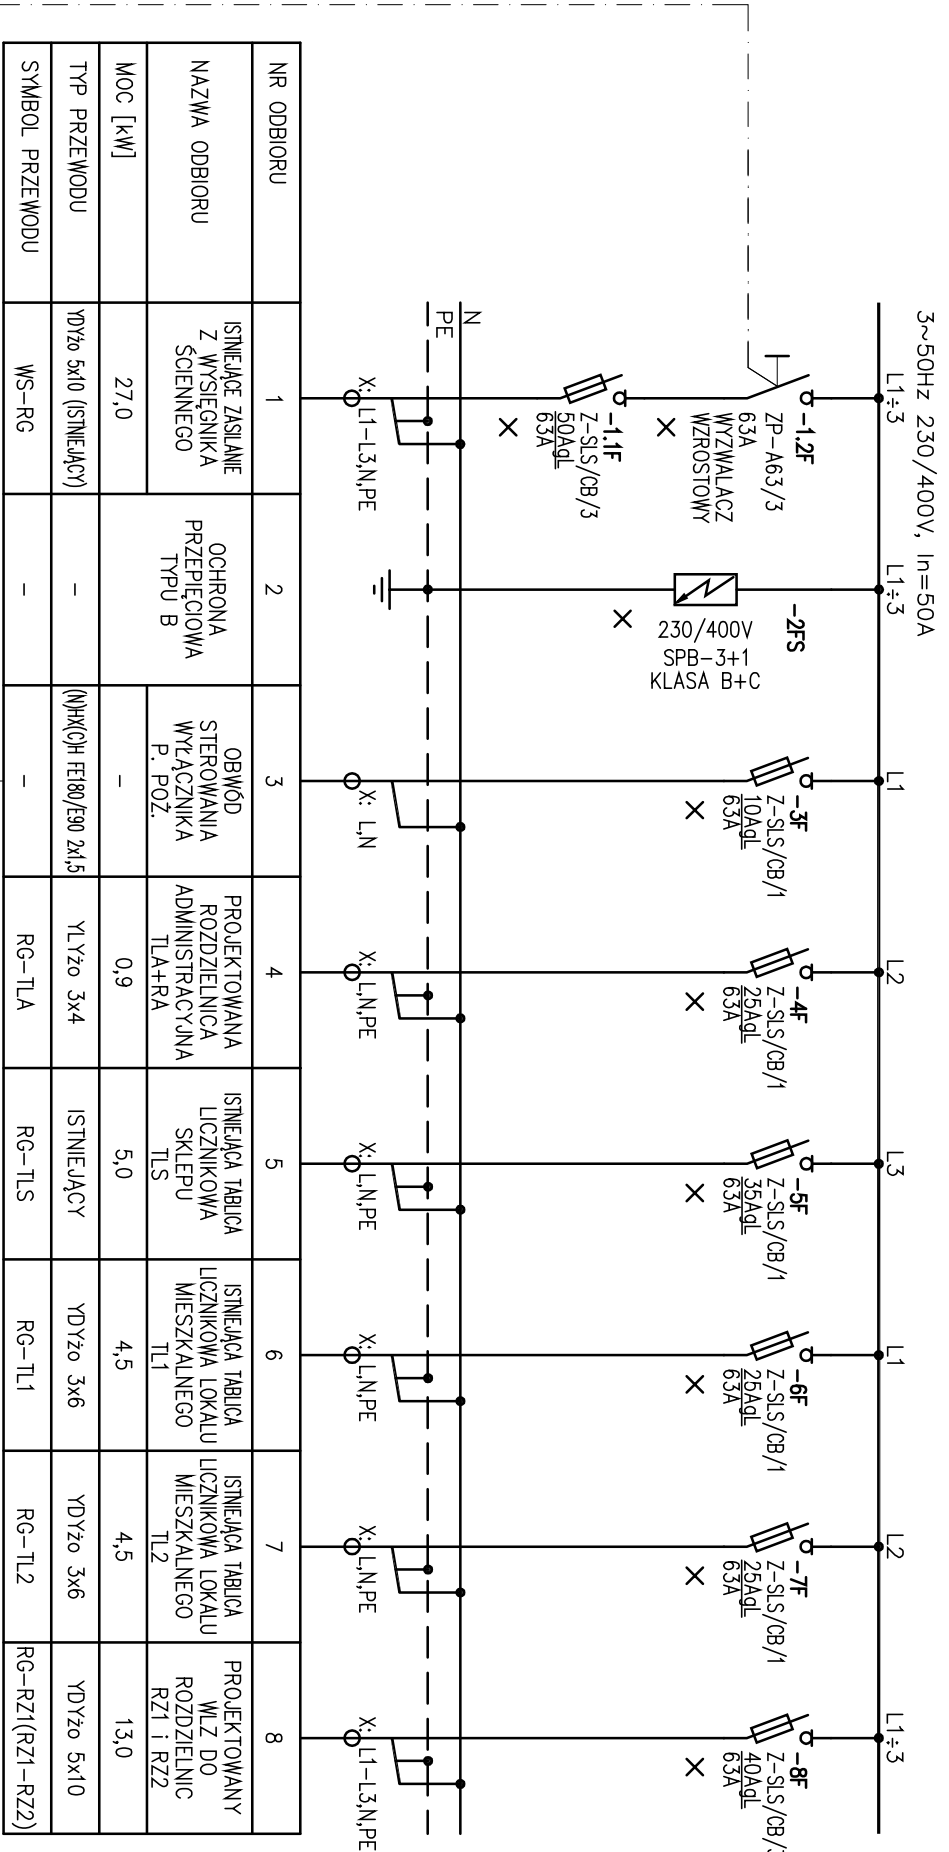 3~50Hz 230/400V, In=50A
L1÷3
L1÷3
L1
L2
L3
L1
L2
L1÷3
-1.2F
ZP-A63/3
63A
WYZWALACZ
WZROSTOWY
-1.1F
Z-SLS/CB/3
50AgL
63A
-2FS
230/400V
SPB-3+1
KLASA B+C
-3F
Z-SLS/CB/1
10AgL
63A
-4F
Z-SLS/CB/1
25AgL
63A
-5F
Z-SLS/CB/1
35AgL
63A
-6F
Z-SLS/CB/1
25AgL
63A
-7F
Z-SLS/CB/1
25AgL
63A
-8F
Z-SLS/CB/3
40AgL
63A
N
PE
X: L1-L3,N,PE
X: L,N
X: L,N,PE
X: L,N,PE
X: L,N,PE
X: L,N,PE
X: L1-L3,N,PE
NR ODBIORU
1
2
3
4
5
6
7
8
NAZWA ODBIORU
ISTNIEJĄCE ZASILANIE
Z WYSIĘGNIKA
ŚCIENNEGO
OCHRONA
PRZEPIĘCIOWA
TYPU B
OBWÓD
STEROWANIA
WYŁĄCZNIKA
P. POŻ.
PROJEKTOWANA
ROZDZIELNICA
ADMINISTRACYJNA
TLA+RA
ISTNIEJĄCA TABLICA
LICZNIKOWA
SKLEPU
TLS
ISTNIEJĄCA TABLICA
LICZNIKOWA LOKALU
MIESZKALNEGO
TL1
ISTNIEJĄCA TABLICA
LICZNIKOWA LOKALU
MIESZKALNEGO
TL2
PROJEKTOWANY
WLZ DO
ROZDZIELNIC
RZ1 i RZ2
MOC [kW]
27,0
-
0,9
5,0
4,5
4,5
13,0
TYP PRZEWODU
YDYżo 5x10 (ISTNIEJĄCY)
-
(N)HX(C)H FE180/E90 2x1,5
YLYżo 3x4
ISTNIEJĄCY
YDYżo 3x6
YDYżo 3x6
YDYżo 5x10
SYMBOL PRZEWODU
WS-RG
-
-
RG-TLA
RG-TLS
RG-TL1
RG-TL2
RG-RZ1(RZ1-RZ2)